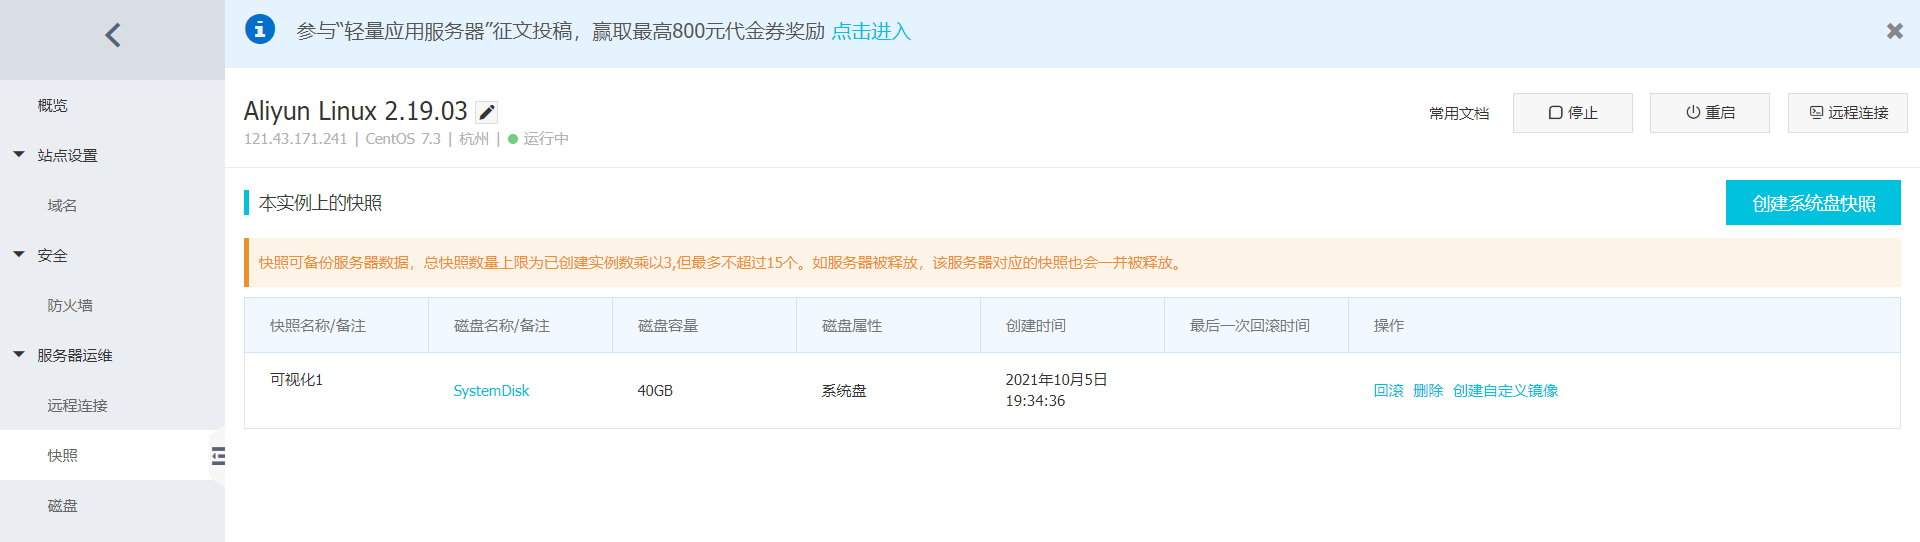 参与“轻量应用服务器”征文投稿，赢取最高800元代金券奖励 点击进入
概览
站点设置
域名
安全
防火墙
服务器运维
远程连接
快照
磁盘
Aliyun Linux 2.19.03
121.43.171.241 | CentOS 7.3 | 杭州 | 运行中
常用文档 停止 重启 远程连接
本实例上的快照
创建系统盘快照
快照可备份服务器数据，总快照数量上限为已创建实例数乘以3,但最多不超过15个。如服务器被释放，该服务器对应的快照也会一并被释放。
快照名称/备注 磁盘名称/备注 磁盘容量 磁盘属性 创建时间 最后一次回滚时间 操作
可视化1 SystemDisk 40GB 系统盘 2021年10月5日
19:34:36
回滚 删除 创建自定义镜像